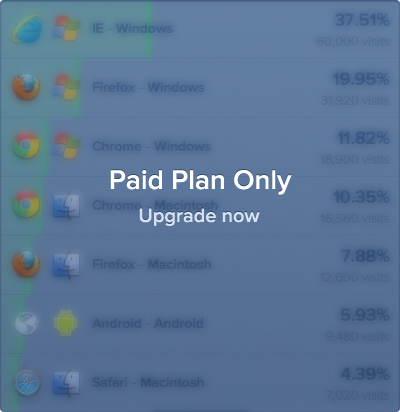 IE - Windows
37.51%
60,000 visits
Firefox - Windows
19.95%
31,920 visits
Chrome - Windows
11.82%
18,900 visits
Paid Plan Only
Chrome - Macintosh
10.35%
16,560 visits
Upgrade now
Firefox - Macintosh
7.88%
12,600 visits
Android - Android
5.93%
9,480 visits
Safari - Macintosh
4.39%
7,020 visits